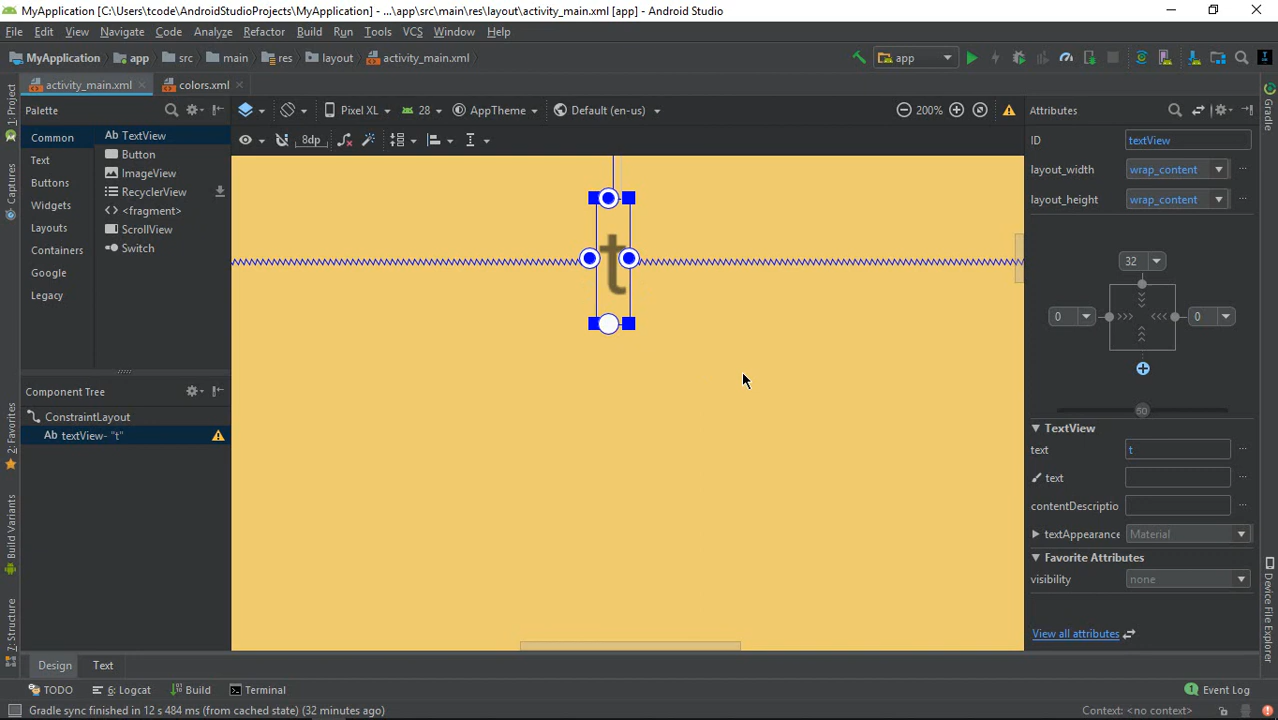 MyApplication [C:\Users\tcode\AndroidStudioProjects\MyApplication] - ...\app\src\main\res\layout\activity_main.xml [app] - Android Studio
File Edit View Navigate Code Analyze Refactor Build Run Tools VCS Window Help
MyApplication app src main res layout activity_main.xml app
activity_main.xml colors.xml
1: Project
Captures
2: Favorites
Build Variants
7: Structure
Palette
Common
Text
Buttons
Widgets
Layouts
Containers
Google
Legacy
Ab TextView
Button
ImageView
RecyclerView
<fragment>
ScrollView
Switch
Component Tree
ConstraintLayout
Ab textView- "t"
Pixel XL 28 AppTheme Default (en-us) 200%
8dp
t
Attributes
ID textView
layout_width wrap_content
layout_height wrap_content
32
0 0
50
TextView
text t
text
contentDescriptio
textAppearance Material
Favorite Attributes
visibility none
View all attributes
Gradle
Device File Explorer
Design Text
TODO 6: Logcat Build Terminal 1 Event Log
Gradle sync finished in 12 s 484 ms (from cached state) (32 minutes ago) Context: <no context>